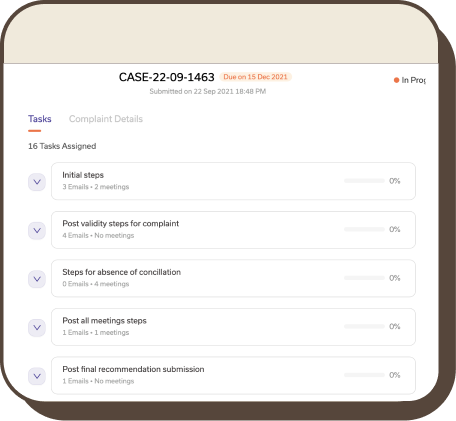 CASE-22-09-1463 Due on 15 Dec 2021
In Prog
Submitted on 22 Sep 2021 18:48 PM
Tasks Complaint Details
16 Tasks Assigned
Initial steps
3 Emails • 2 meetings
0%
Post validity steps for complaint
4 Emails • No meetings
0%
Steps for absence of concillation
0 Emails • 4 meetings
0%
Post all meetings steps
1 Emails • 1 meetings
0%
Post final recommendation submission
1 Emails • No meetings
0%